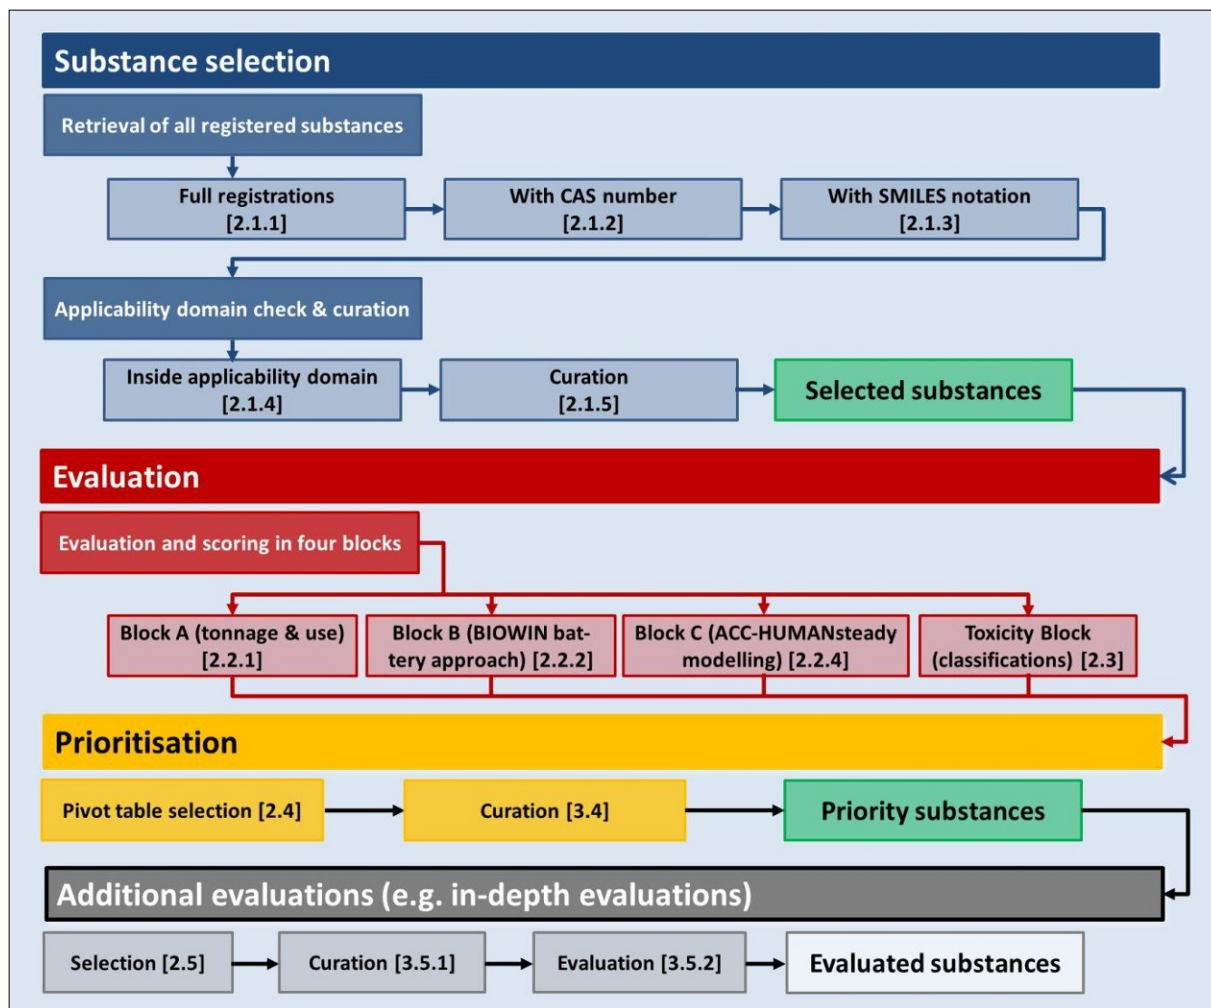 Substance selection
Retrieval of all registered substances
Full registrations
[2.1.1]
With CAS number
[2.1.2]
With SMILES notation
[2.1.3]
Applicability domain check & curation
Inside applicability domain
[2.1.4]
Curation
[2.1.5]
Selected substances
Evaluation
Evaluation and scoring in four blocks
Block A (tonnage & use)
[2.2.1]
Block B (BIOWIN bat-
tery approach) [2.2.2]
Block C (ACC-HUMANsteady
modelling) [2.2.4]
Toxicity Block
(classifications) [2.3]
Prioritisation
Pivot table selection [2.4]
Curation [3.4]
Priority substances
Additional evaluations (e.g. in-depth evaluations)
Selection [2.5]
Curation [3.5.1]
Evaluation [3.5.2]
Evaluated substances